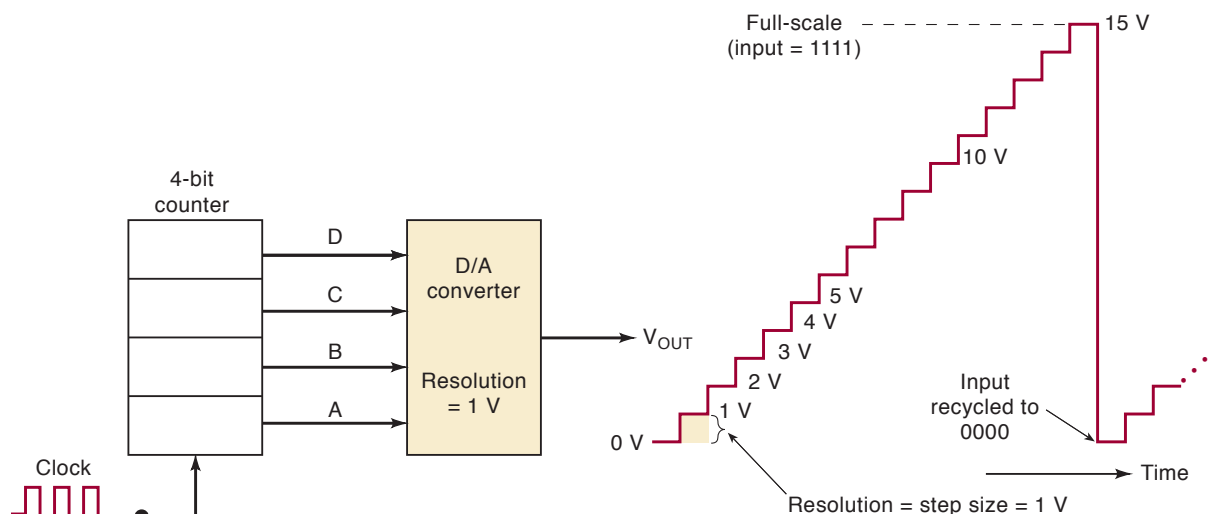 Full-scale
(input = 1111)
15 V
10 V
4-bit
counter
D
C
B
A
D/A
converter
Resolution
= 1 V
V_OUT
5 V
4 V
3 V
2 V
1 V
0 V
Input
recycled to
0000
Time
Clock
Resolution = step size = 1 V